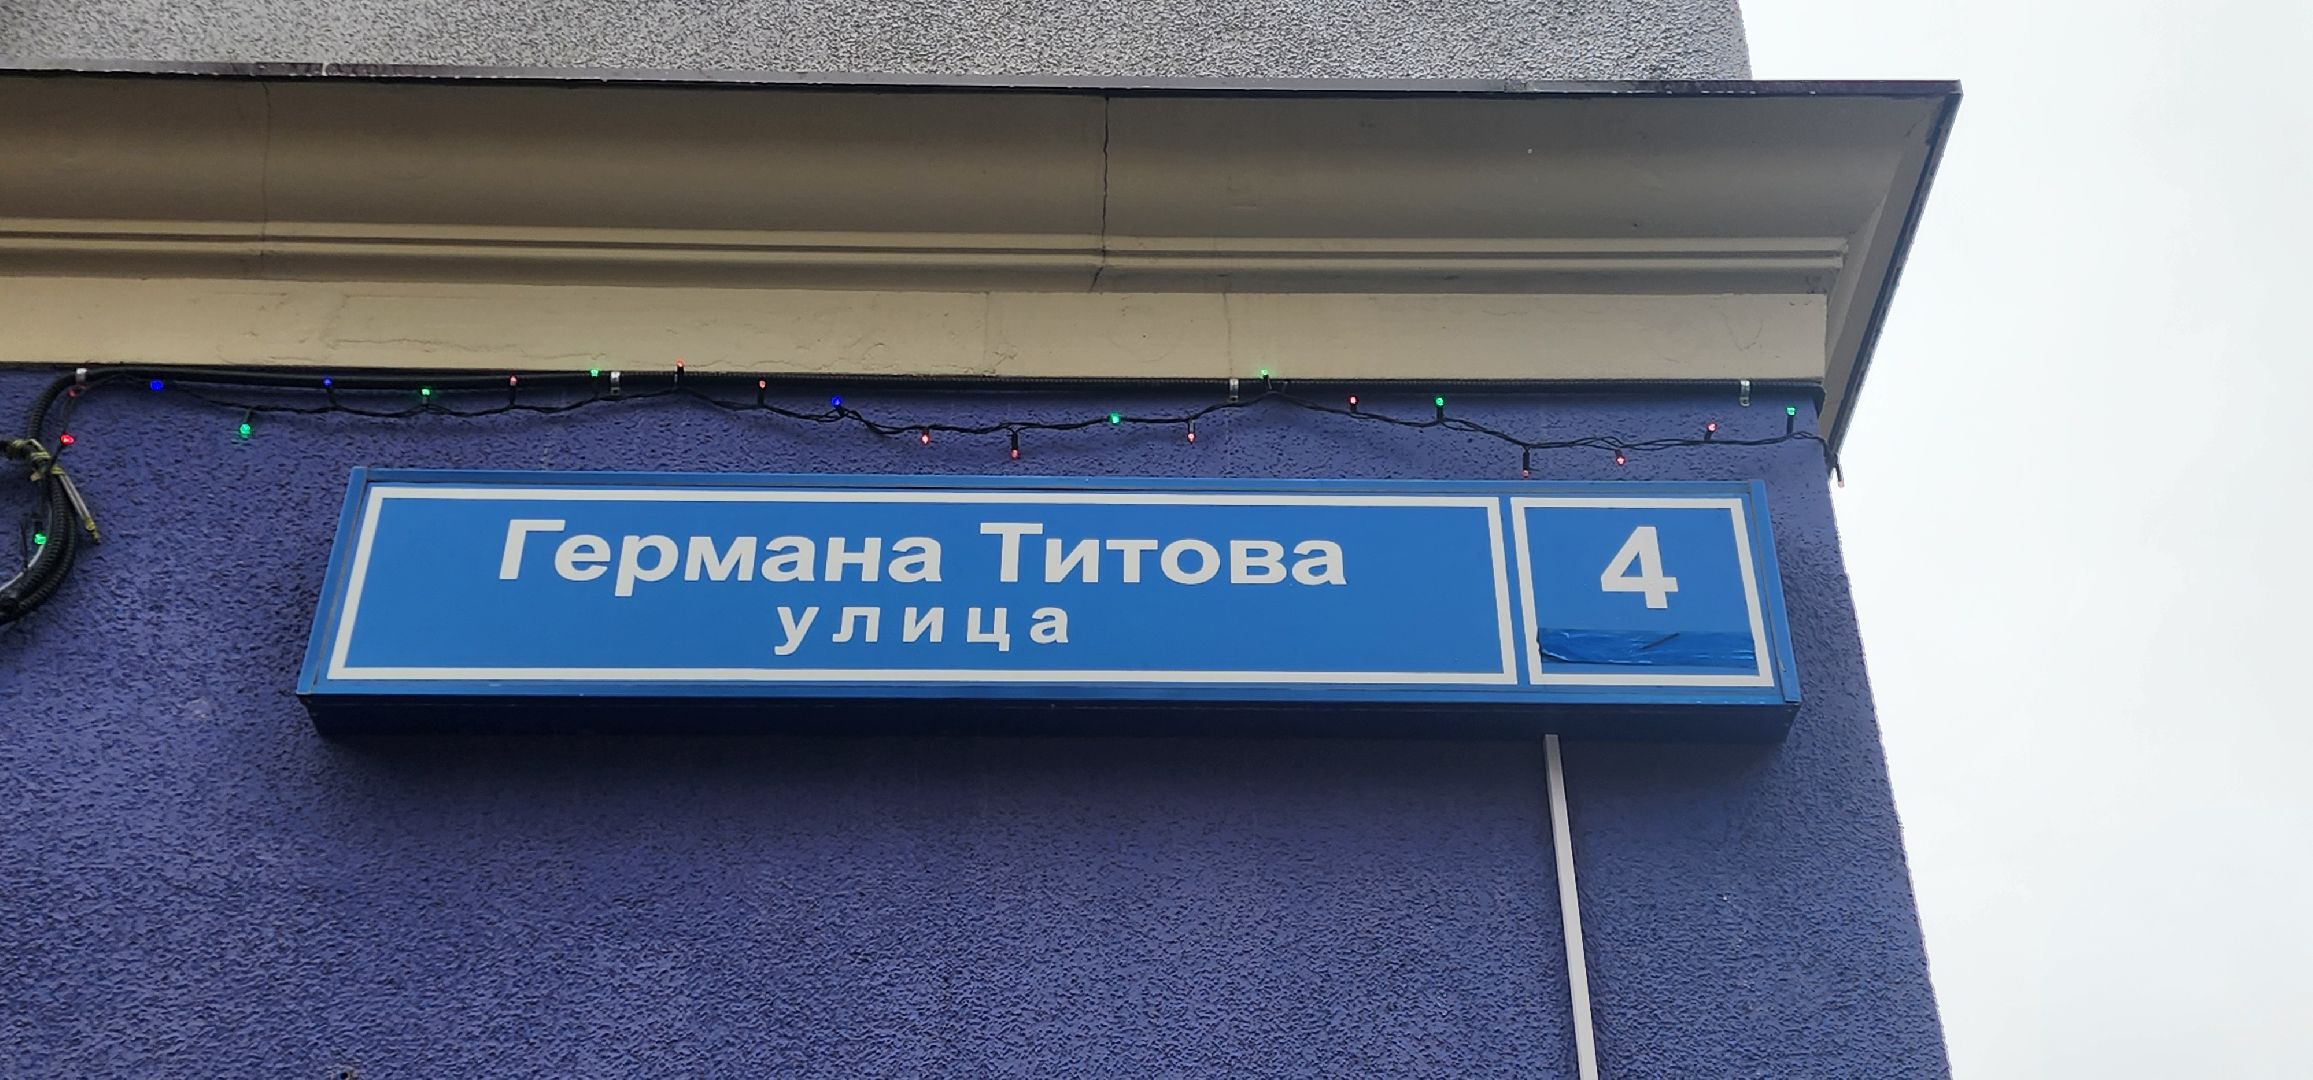 Германа Титова
улица
4